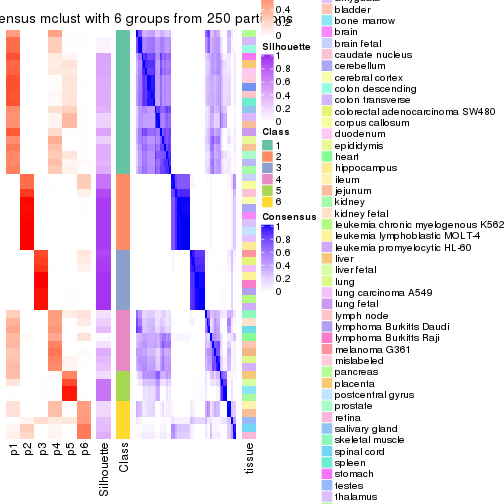 ensus mclust with 6 groups from 250 partitions
0.4
0.2
0
Silhouette
1
0.8
0.6
0.4
0.2
0
Class
1
2
3
4
5
6
Consensus
1
0.8
0.6
0.4
0.2
0
p1
p2
p3
p4
p5
p6
Silhouette
Class
tissue
bladder
bone marrow
brain
brain fetal
caudate nucleus
cerebellum
cerebral cortex
colon descending
colon transverse
colorectal adenocarcinoma SW480
corpus callosum
duodenum
epididymis
heart
hippocampus
ileum
jejunum
kidney
kidney fetal
leukemia chronic myelogenous K562
leukemia lymphoblastic MOLT-4
leukemia promyelocytic HL-60
liver
liver fetal
lung
lung carcinoma A549
lung fetal
lymph node
lymphoma Burkitts Daudi
lymphoma Burkitts Raji
melanoma G361
mislabeled
pancreas
placenta
postcentral gyrus
prostate
retina
salivary gland
skeletal muscle
spinal cord
spleen
stomach
testes
thalamus